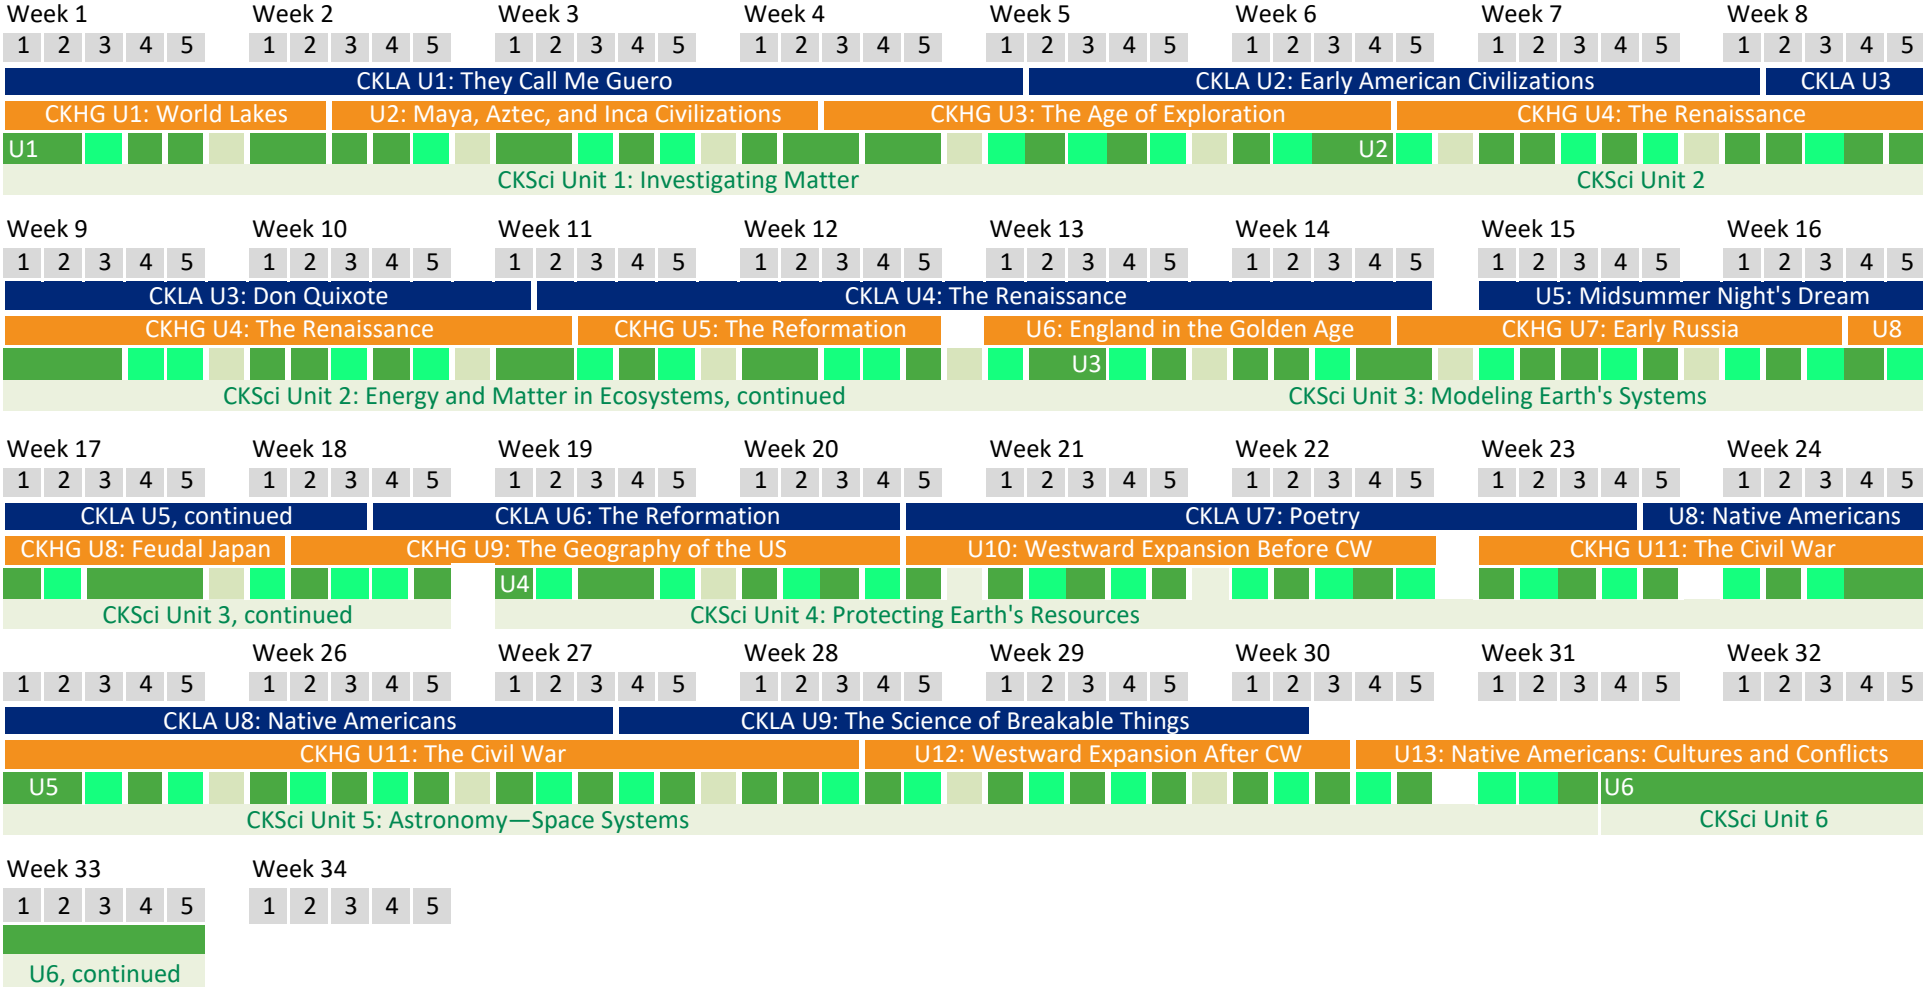 Week 1 Week 2 Week 3 Week 4 Week 5 Week 6 Week 7 Week 8
1 2 3 4 5 1 2 3 4 5 1 2 3 4 5 1 2 3 4 5 1 2 3 4 5 1 2 3 4 5 1 2 3 4 5 1 2 3 4 5
CKLA U1: They Call Me Guero CKLA U2: Early American Civilizations CKLA U3
CKHG U1: World Lakes U2: Maya, Aztec, and Inca Civilizations CKHG U3: The Age of Exploration CKHG U4: The Renaissance
U1 U2
CKSci Unit 1: Investigating Matter CKSci Unit 2
Week 9 Week 10 Week 11 Week 12 Week 13 Week 14 Week 15 Week 16
1 2 3 4 5 1 2 3 4 5 1 2 3 4 5 1 2 3 4 5 1 2 3 4 5 1 2 3 4 5 1 2 3 4 5 1 2 3 4 5
CKLA U3: Don Quixote CKLA U4: The Renaissance U5: Midsummer Night's Dream
CKHG U4: The Renaissance CKHG U5: The Reformation U6: England in the Golden Age CKHG U7: Early Russia U8
U3
CKSci Unit 2: Energy and Matter in Ecosystems, continued CKSci Unit 3: Modeling Earth's Systems
Week 17 Week 18 Week 19 Week 20 Week 21 Week 22 Week 23 Week 24
1 2 3 4 5 1 2 3 4 5 1 2 3 4 5 1 2 3 4 5 1 2 3 4 5 1 2 3 4 5 1 2 3 4 5 1 2 3 4 5
CKLA U5, continued CKLA U6: The Reformation CKLA U7: Poetry U8: Native Americans
CKHG U8: Feudal Japan CKHG U9: The Geography of the US U10: Westward Expansion Before CW CKHG U11: The Civil War
U4
CKSci Unit 3, continued CKSci Unit 4: Protecting Earth's Resources
Week 26 Week 27 Week 28 Week 29 Week 30 Week 31 Week 32
1 2 3 4 5 1 2 3 4 5 1 2 3 4 5 1 2 3 4 5 1 2 3 4 5 1 2 3 4 5 1 2 3 4 5 1 2 3 4 5
CKLA U8: Native Americans CKLA U9: The Science of Breakable Things
CKHG U11: The Civil War U12: Westward Expansion After CW U13: Native Americans: Cultures and Conflicts
U5 U6
CKSci Unit 5: Astronomy—Space Systems CKSci Unit 6
Week 33 Week 34
1 2 3 4 5 1 2 3 4 5
U6, continued